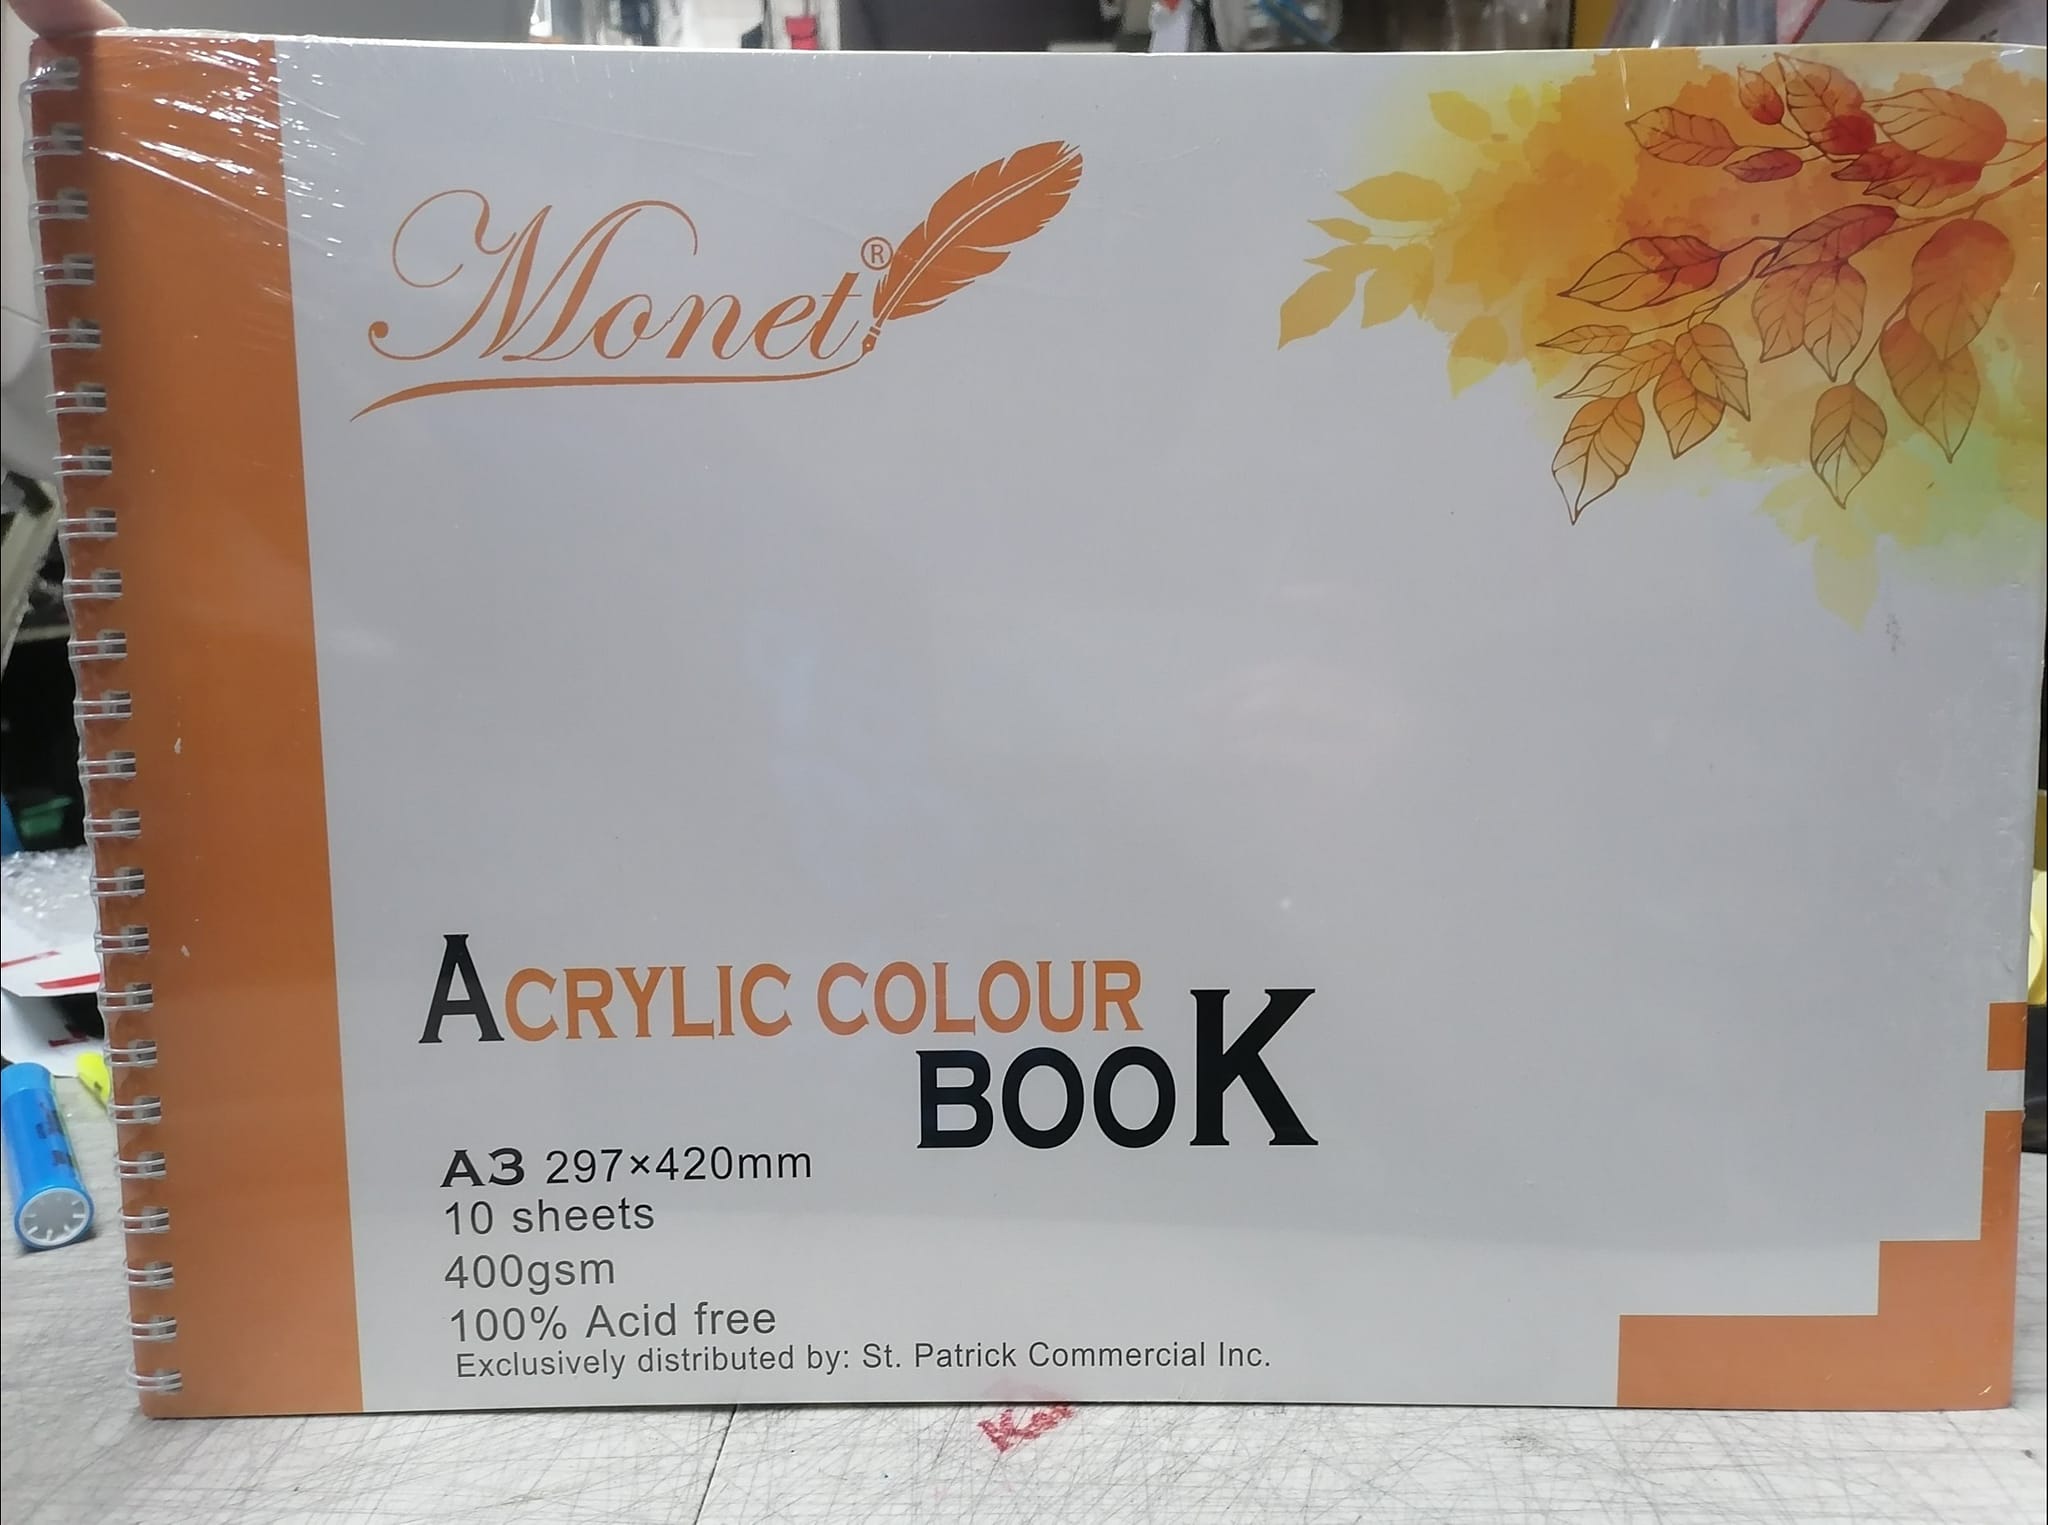 Monet®
ACRYLIC COLOUR
BOOK
A3 297×420mm
10 sheets
400gsm
100% Acid free
Exclusively distributed by: St. Patrick Commercial Inc.